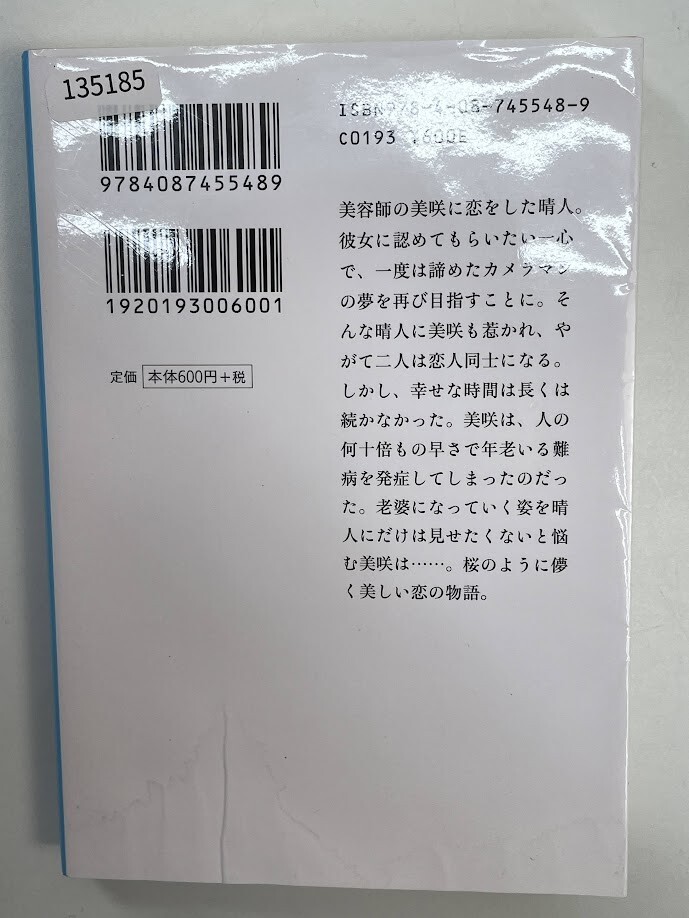 135185
9784087455489
1920193006001
定価 本体600円+税
ISBN978-4-08-745548-9
C0193 ¥600E
美容師の美咲に恋をした晴人。
彼女に認めてもらいたい一心
で、一度は諦めたカメラマン
の夢を再び目指すことに。そ
んな晴人に美咲も惹かれ、や
がて二人は恋人同士になる。
しかし、幸せな時間は長くは
続かなかった。美咲は、人の
何十倍もの早さで年老いる難
病を発症してしまったのだっ
た。老婆になっていく姿を晴
人にだけは見せたくないと悩
む美咲は……。桜のように儚
く美しい恋の物語。